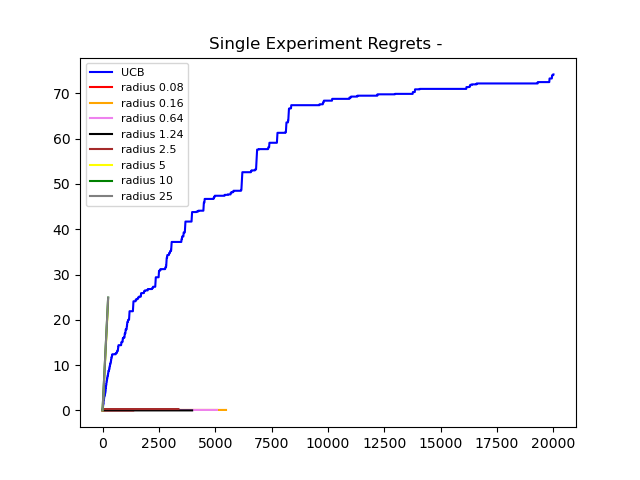 Single Experiment Regrets -
UCB
radius 0.08
radius 0.16
radius 0.64
radius 1.24
radius 2.5
radius 5
radius 10
radius 25
70
60
50
40
30
20
10
0
0 2500 5000 7500 10000 12500 15000 17500 20000